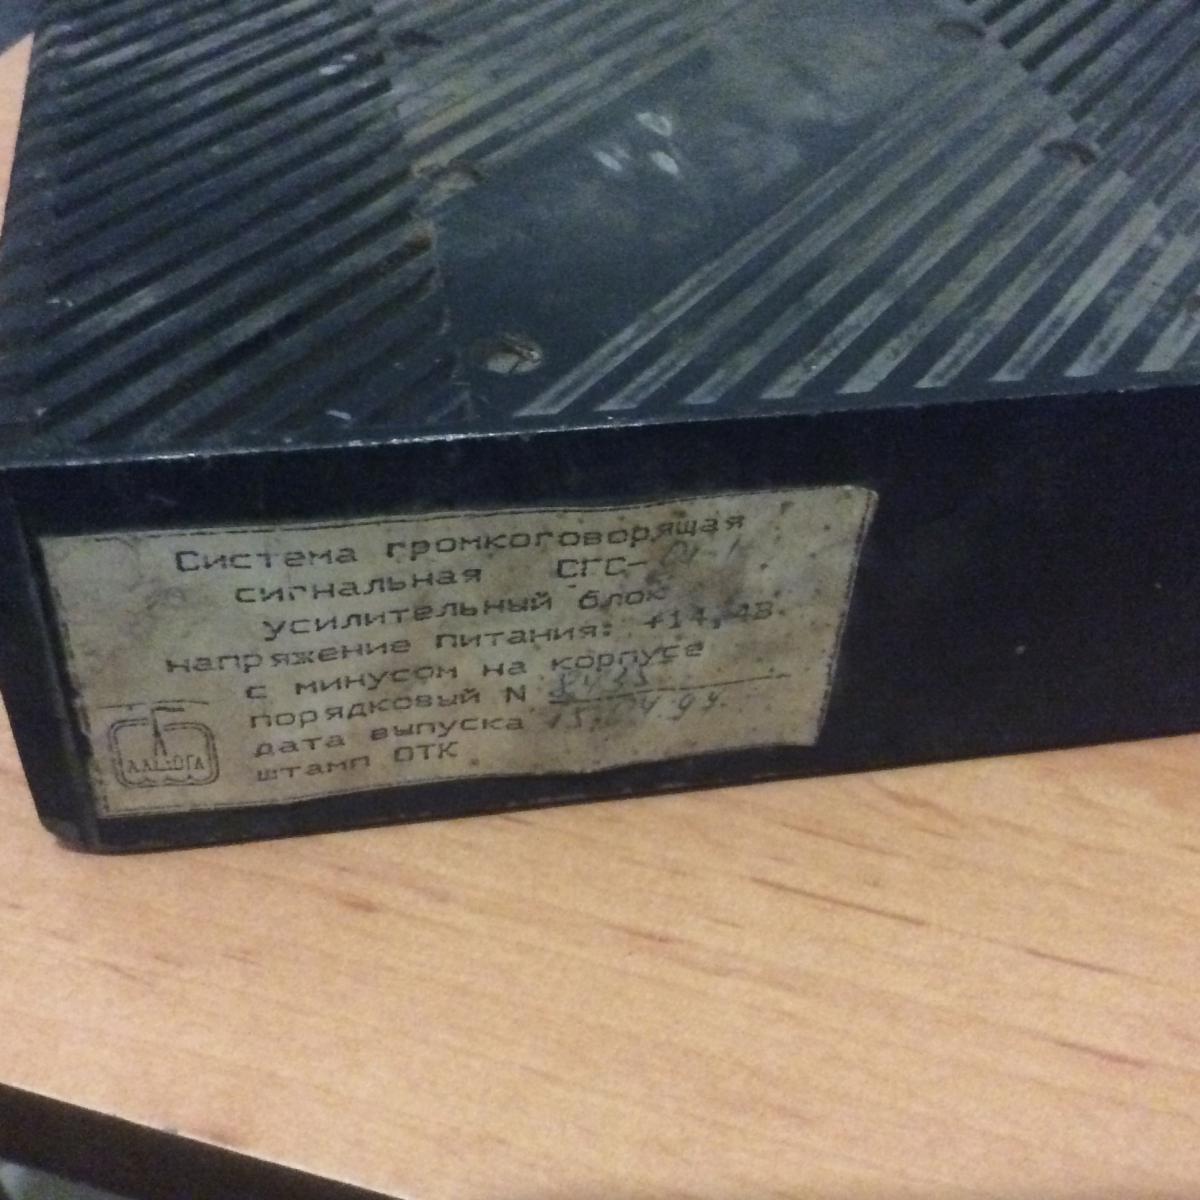 Система громкоговорящая
сигнальная СГС-
усилительный блок
напряжение питания: +14,4В
с минусом на корпусе
порядковый N
дата выпуска
штамп ОТК